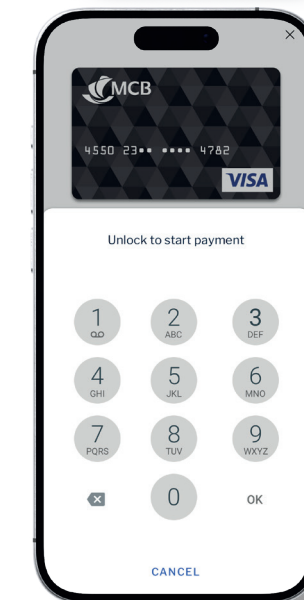 MCB
4550 23•• •••• 4782
VISA
Unlock to start payment
1 2 3
ABC DEF
4 5 6
GHI JKL MNO
7 8 9
PQRS TUV WXYZ
0 OK
CANCEL